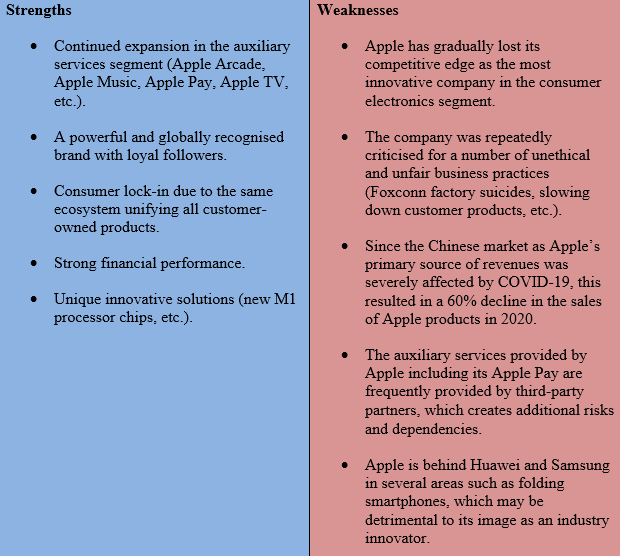 Strengths
• Continued expansion in the auxiliary
services segment (Apple Arcade,
Apple Music, Apple Pay, Apple TV,
etc.).
• A powerful and globally recognised
brand with loyal followers.
• Consumer lock-in due to the same
ecosystem unifying all customer-
owned products.
• Strong financial performance.
• Unique innovative solutions (new M1
processor chips, etc.).
Weaknesses
• Apple has gradually lost its
competitive edge as the most
innovative company in the consumer
electronics segment.
• The company was repeatedly
criticised for a number of unethical
and unfair business practices
(Foxconn factory suicides, slowing
down customer products, etc.).
• Since the Chinese market as Apple’s
primary source of revenues was
severely affected by COVID-19, this
resulted in a 60% decline in the sales
of Apple products in 2020.
• The auxiliary services provided by
Apple including its Apple Pay are
frequently provided by third-party
partners, which creates additional risks
and dependencies.
• Apple is behind Huawei and Samsung
in several areas such as folding
smartphones, which may be
detrimental to its image as an industry
innovator.